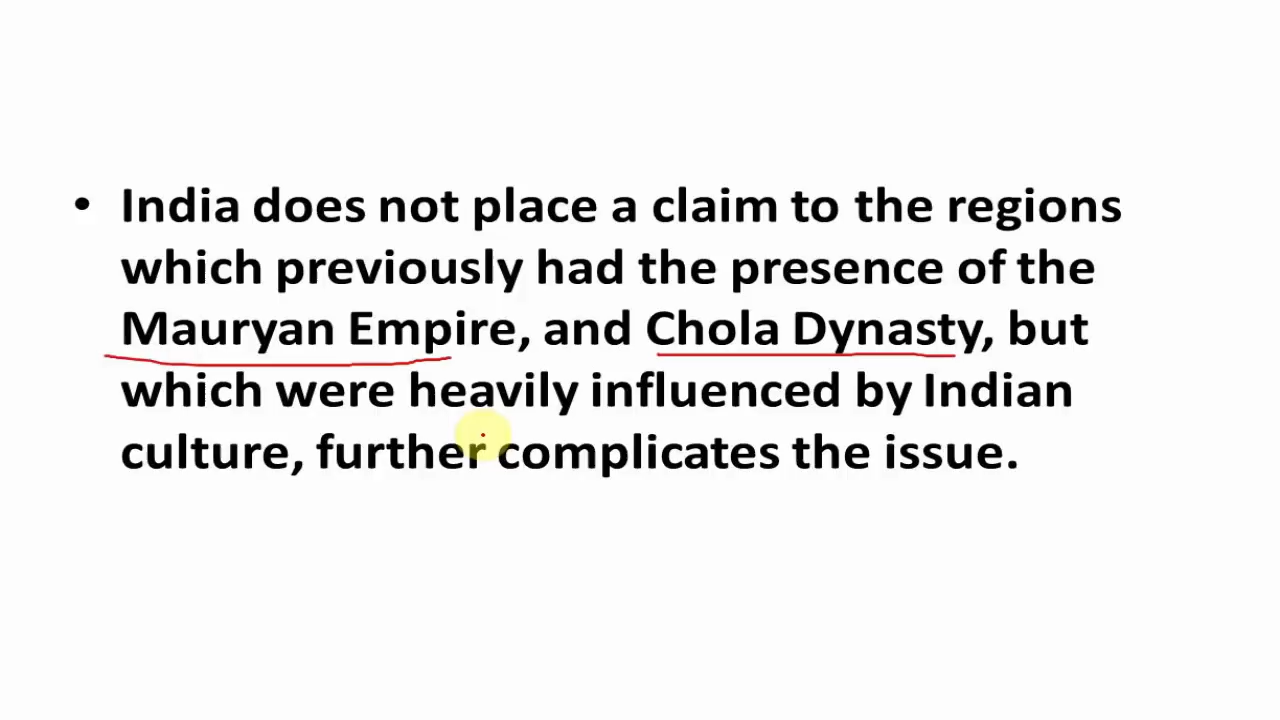 • India does not place a claim to the regions
which previously had the presence of the
Mauryan Empire, and Chola Dynasty, but
which were heavily influenced by Indian
culture, further complicates the issue.